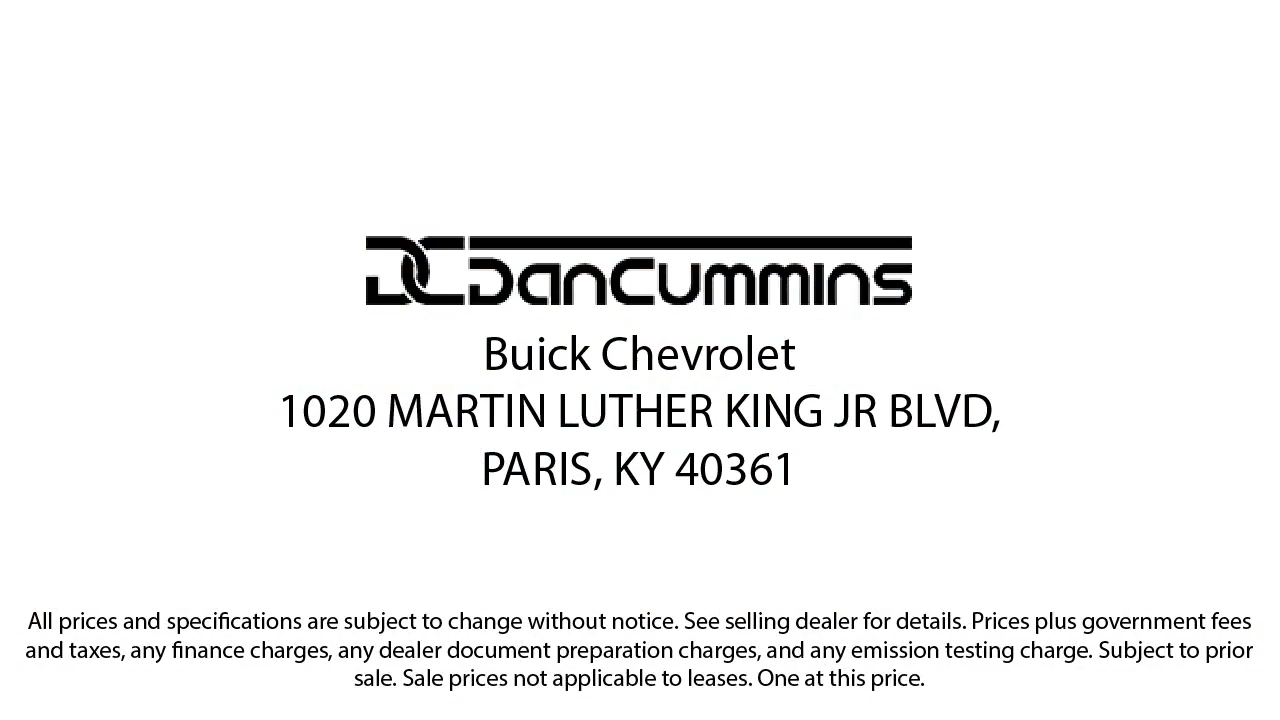 DC DanCummins
Buick Chevrolet
1020 MARTIN LUTHER KING JR BLVD,
PARIS, KY 40361
All prices and specifications are subject to change without notice. See selling dealer for details. Prices plus government fees
and taxes, any finance charges, any dealer document preparation charges, and any emission testing charge. Subject to prior
sale. Sale prices not applicable to leases. One at this price.